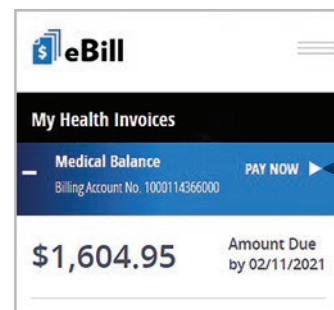 $ eBill
My Health Invoices
Medical Balance
PAY NOW
Billing Account No. 1000114366000
$1,604.95
Amount Due
by 02/11/2021